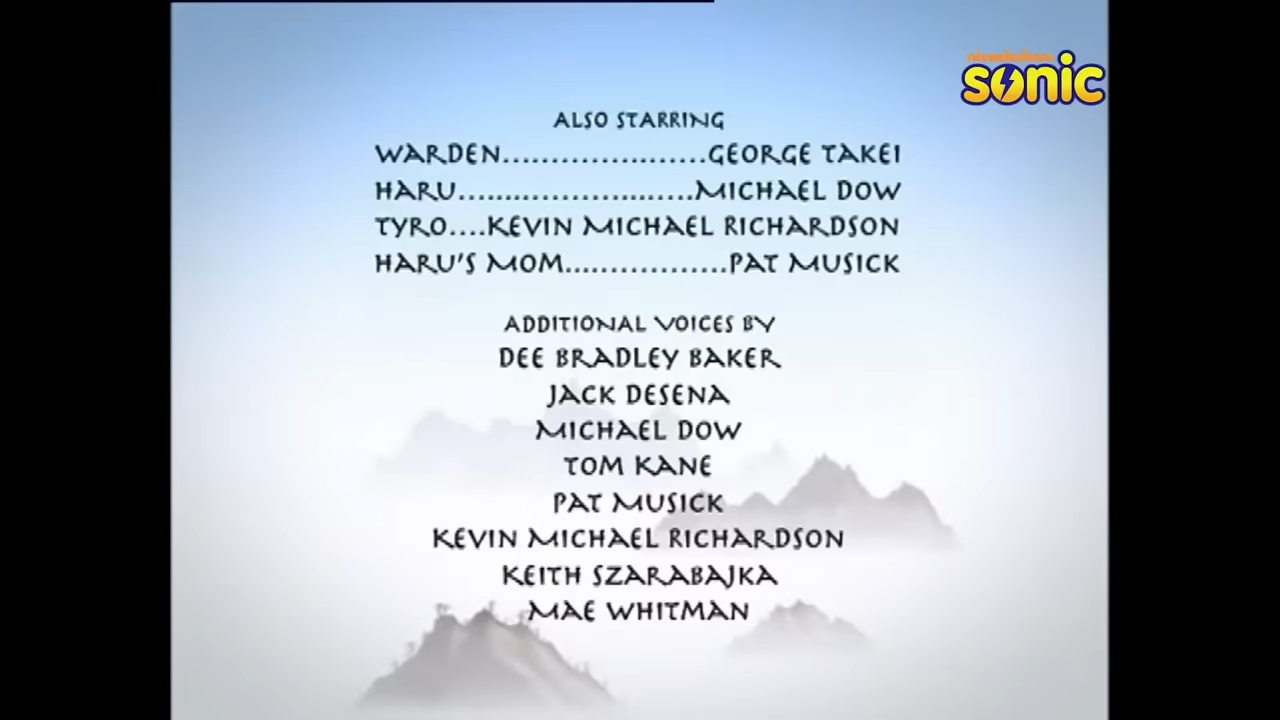 nickelodeon
sonic
ALSO STARRING
WARDEN.....................GEORGE TAKEI
HARU.........................MICHAEL DOW
TYRO....KEVIN MICHAEL RICHARDSON
HARU'S MOM..................PAT MUSICK
ADDITIONAL VOICES BY
DEE BRADLEY BAKER
JACK DESENA
MICHAEL DOW
TOM KANE
PAT MUSICK
KEVIN MICHAEL RICHARDSON
KEITH SZARABAJKA
MAE WHITMAN